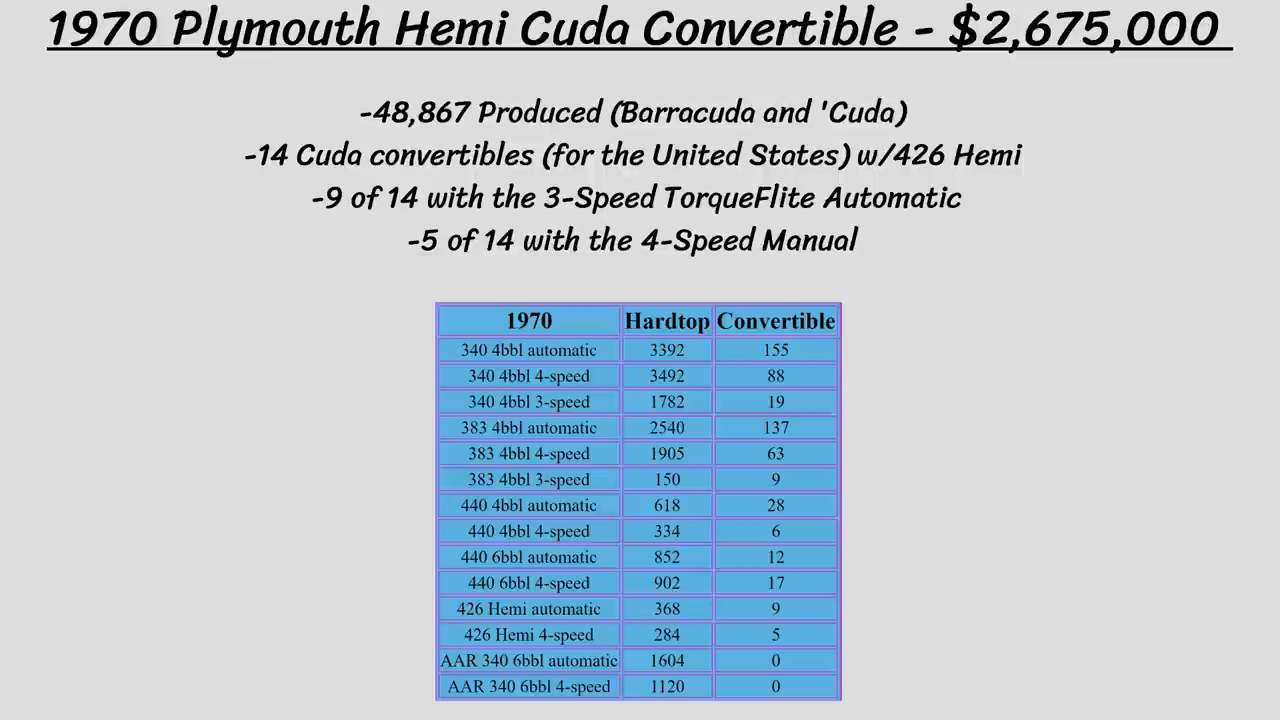 1970 Plymouth Hemi Cuda Convertible - $2,675,000
-48,867 Produced (Barracuda and 'Cuda)
-14 Cuda convertibles (for the United States) w/426 Hemi
-9 of 14 with the 3-Speed TorqueFlite Automatic
-5 of 14 with the 4-Speed Manual
1970 Hardtop Convertible
340 4bbl automatic 3392 155
340 4bbl 4-speed 3492 88
340 4bbl 3-speed 1782 19
383 4bbl automatic 2540 137
383 4bbl 4-speed 1905 63
383 4bbl 3-speed 150 9
440 4bbl automatic 618 28
440 4bbl 4-speed 334 6
440 6bbl automatic 852 12
440 6bbl 4-speed 902 17
426 Hemi automatic 368 9
426 Hemi 4-speed 284 5
AAR 340 6bbl automatic 1604 0
AAR 340 6bbl 4-speed 1120 0